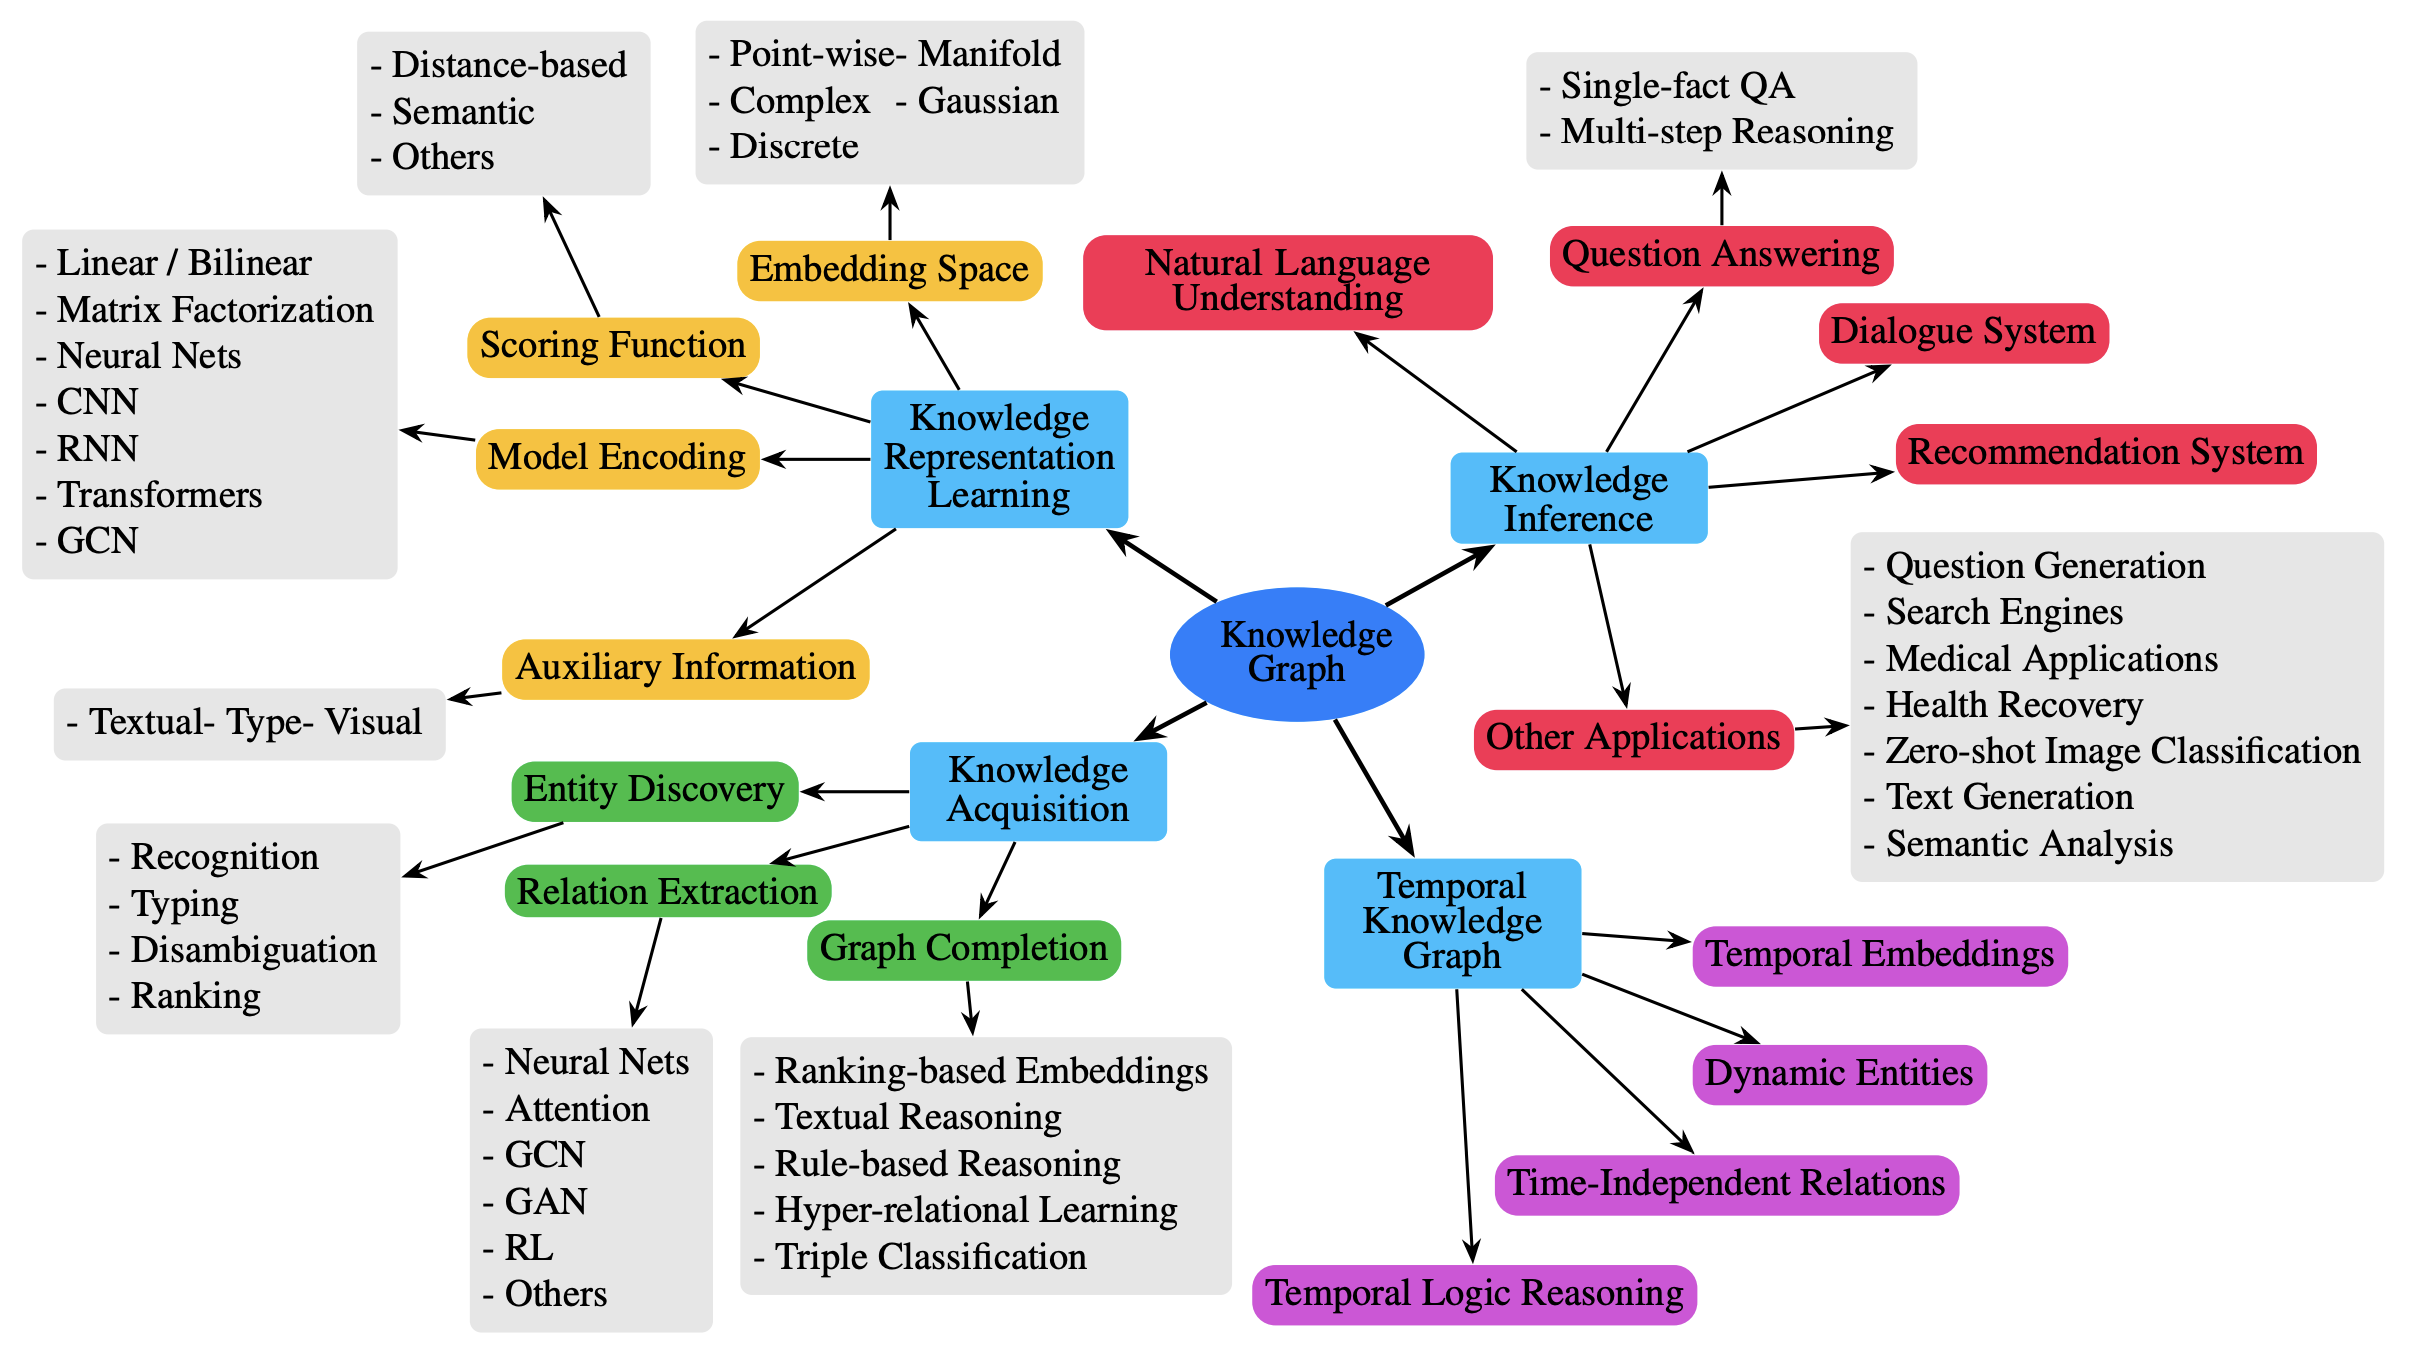 - Distance-based
- Semantic
- Others
- Point-wise- Manifold
- Complex - Gaussian
- Discrete
- Single-fact QA
- Multi-step Reasoning
- Linear / Bilinear
- Matrix Factorization
- Neural Nets
- CNN
- RNN
- Transformers
- GCN
Embedding Space
Scoring Function
Model Encoding
Knowledge
Representation
Learning
Natural Language
Understanding
Question Answering
Dialogue System
Recommendation System
Knowledge
Inference
Knowledge
Graph
Auxiliary Information
- Textual- Type- Visual
Other Applications
- Question Generation
- Search Engines
- Medical Applications
- Health Recovery
- Zero-shot Image Classification
- Text Generation
- Semantic Analysis
Entity Discovery
Knowledge
Acquisition
- Recognition
- Typing
- Disambiguation
- Ranking
Relation Extraction
Graph Completion
- Neural Nets
- Attention
- GCN
- GAN
- RL
- Others
- Ranking-based Embeddings
- Textual Reasoning
- Rule-based Reasoning
- Hyper-relational Learning
- Triple Classification
Temporal
Knowledge
Graph
Temporal Embeddings
Dynamic Entities
Time-Independent Relations
Temporal Logic Reasoning